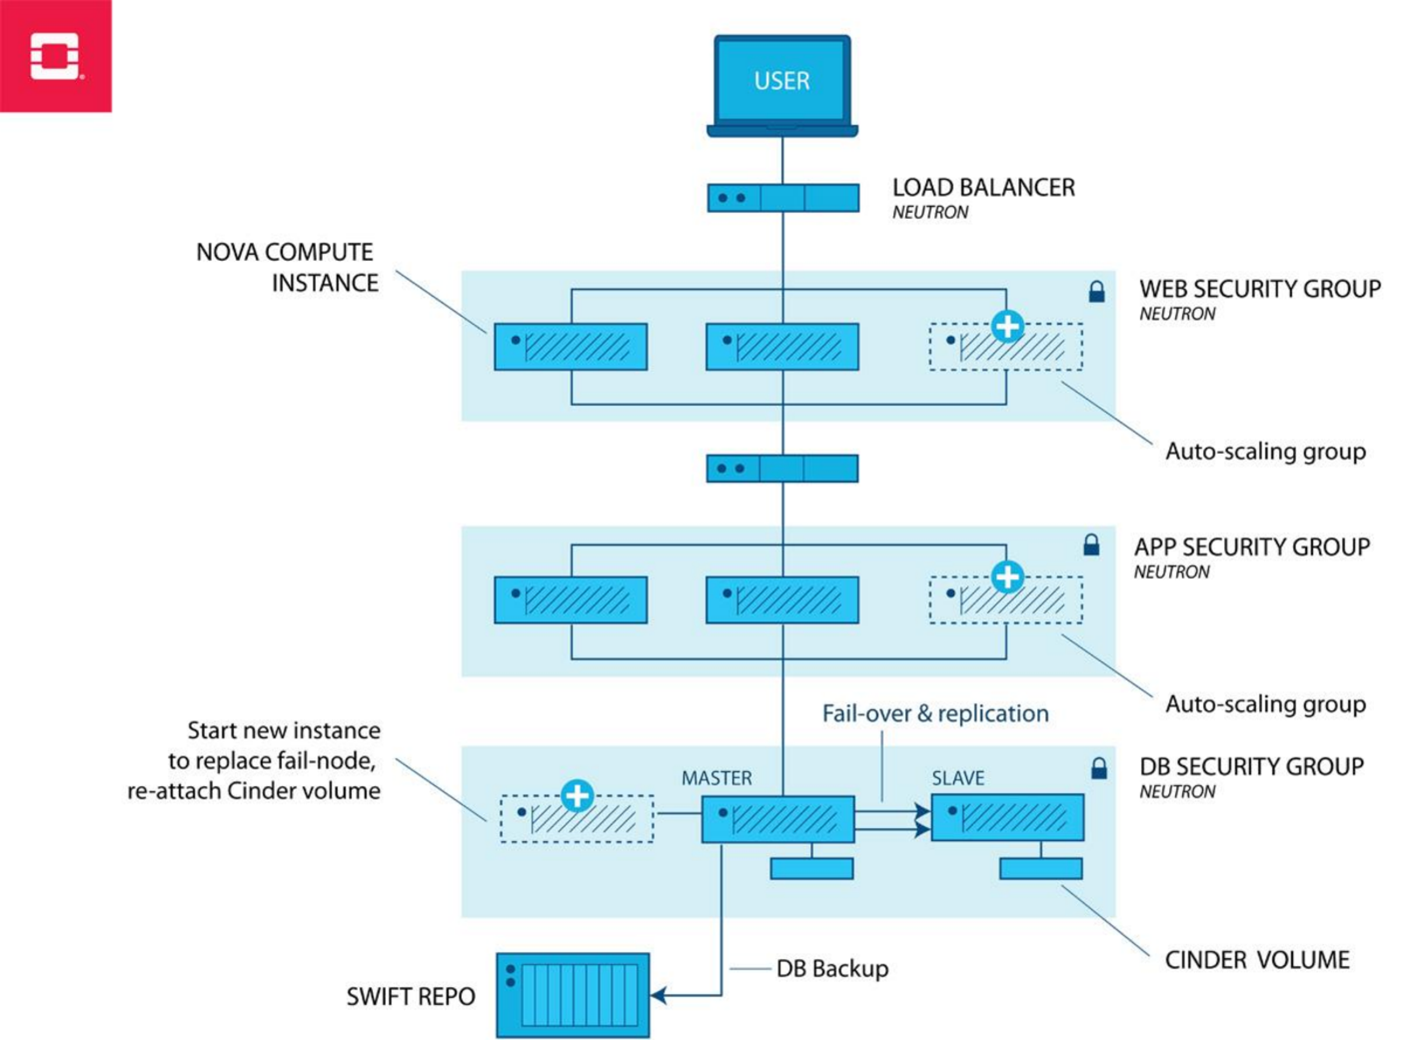 USER
LOAD BALANCER
NEUTRON
NOVA COMPUTE
INSTANCE
WEB SECURITY GROUP
NEUTRON
Auto-scaling group
APP SECURITY GROUP
NEUTRON
Auto-scaling group
Fail-over & replication
Start new instance
to replace fail-node,
re-attach Cinder volume
MASTER
SLAVE
DB SECURITY GROUP
NEUTRON
CINDER VOLUME
DB Backup
SWIFT REPO